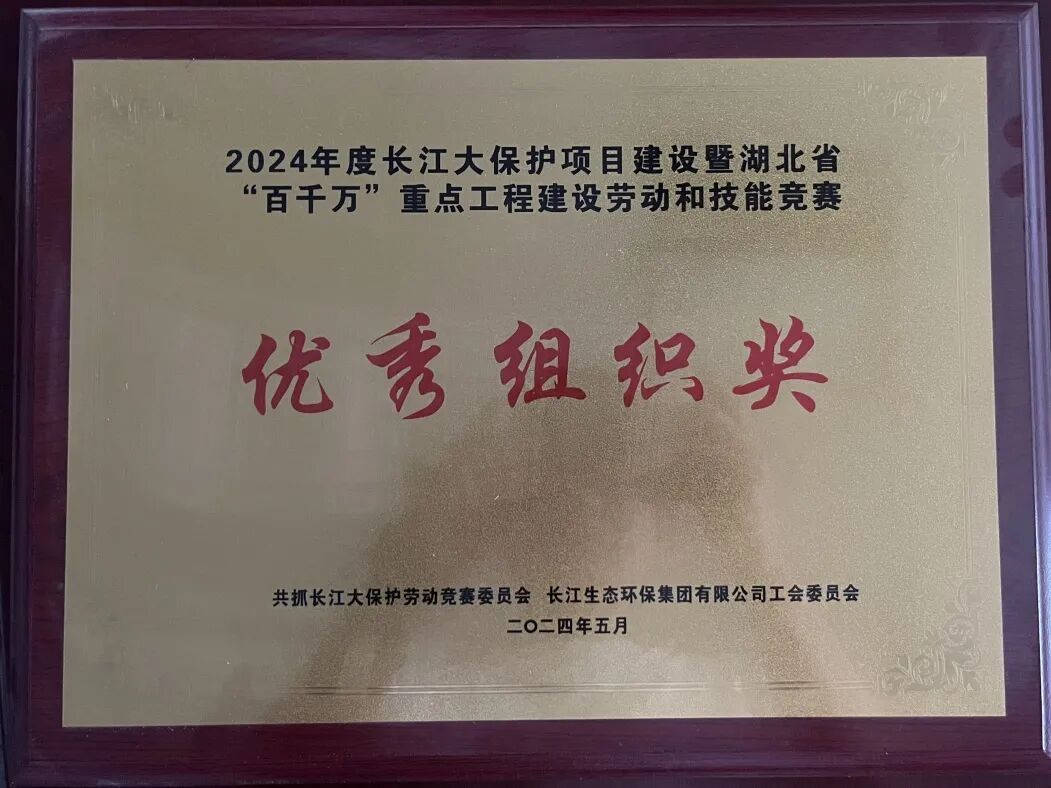 2024年度长江大保护项目建设暨湖北省
“百千万”重点工程建设劳动和技能竞赛
优秀组织奖
共抓长江大保护劳动竞赛委员会 长江生态环保集团有限公司工会委员会
二〇二四年五月